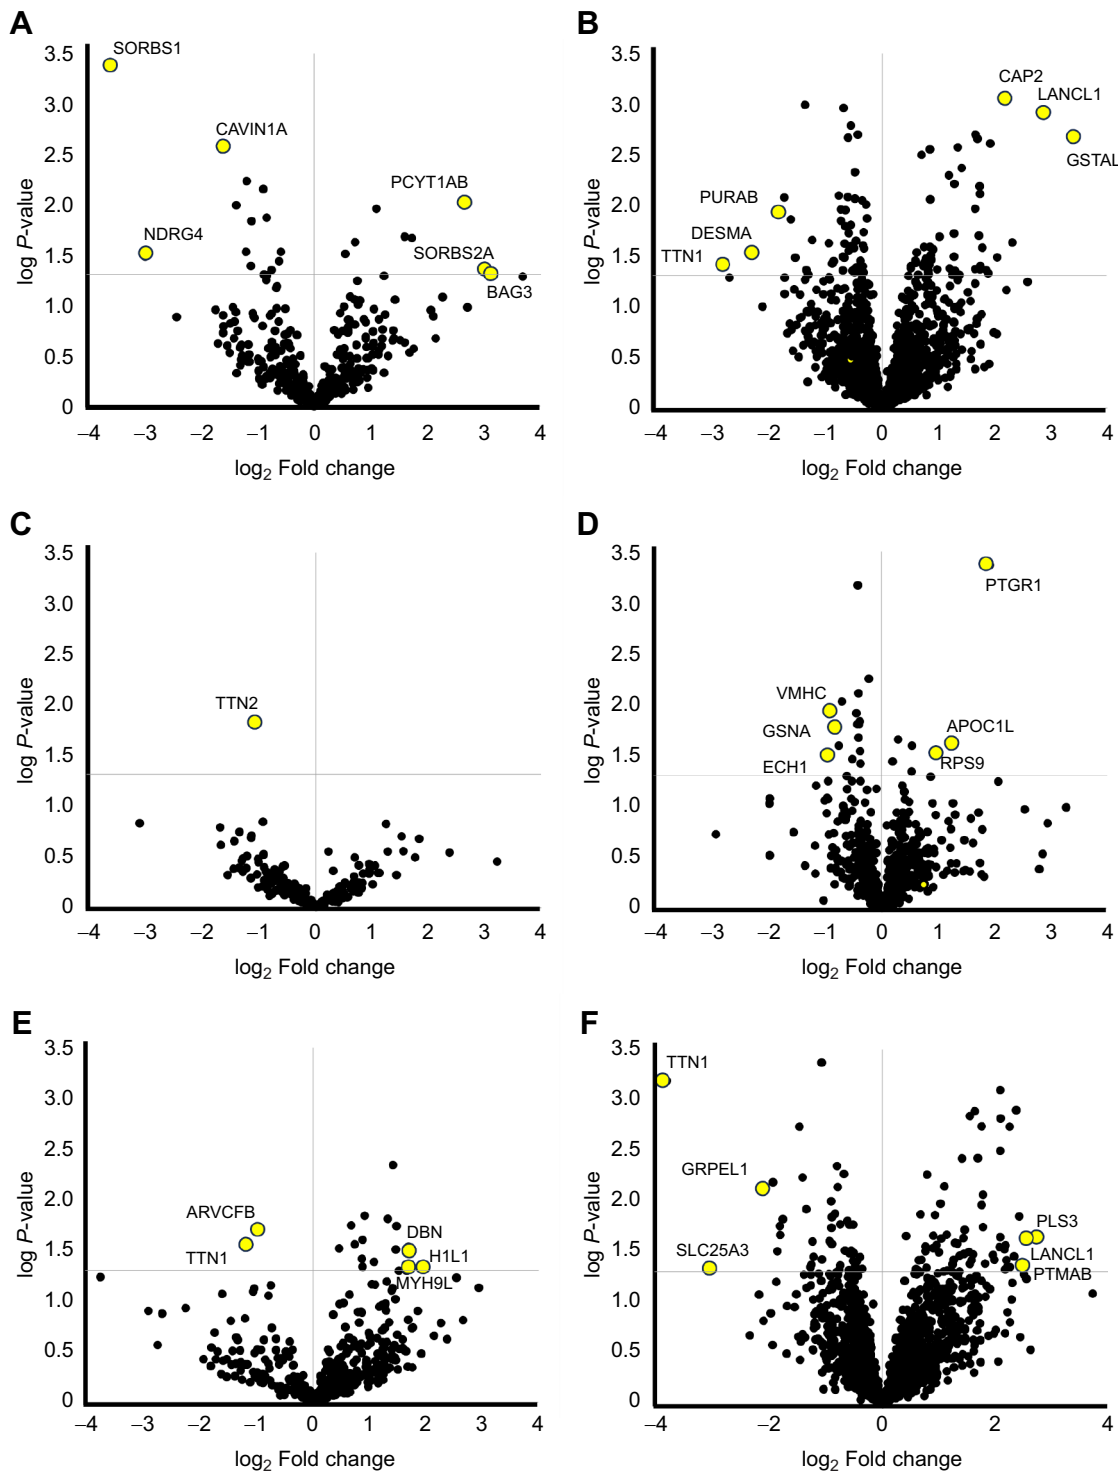 A
3.5
3.0
2.5
2.0
1.5
1.0
0.5
0
log P-value
SORBS1
CAVIN1A
PCYT1AB
NDRG4
SORBS2A
BAG3
−4 −3 −2 −1 0 1 2 3 4
log2 Fold change
B
3.5
3.0
2.5
2.0
1.5
1.0
0.5
0
log P-value
CAP2
LANCL1
GSTAL
PURAB
DESMA
TTN1
−4 −3 −2 −1 0 1 2 3 4
log2 Fold change
C
3.5
3.0
2.5
2.0
1.5
1.0
0.5
0
log P-value
TTN2
−4 −3 −2 −1 0 1 2 3 4
log2 Fold change
D
3.5
3.0
2.5
2.0
1.5
1.0
0.5
0
log P-value
PTGR1
VMHC
GSNA
APOC1L
ECH1
RPS9
−4 −3 −2 −1 0 1 2 3 4
log2 Fold change
E
3.5
3.0
2.5
2.0
1.5
1.0
0.5
0
log P-value
ARVCFB
TTN1
DBN
H1L1
MYH9L
−4 −3 −2 −1 0 1 2 3 4
log2 Fold change
F
3.5
3.0
2.5
2.0
1.5
1.0
0.5
0
log P-value
TTN1
GRPEL1
PLS3
SLC25A3
LANCL1
PTMAB
−4 −2 0 2 4
log2 Fold change